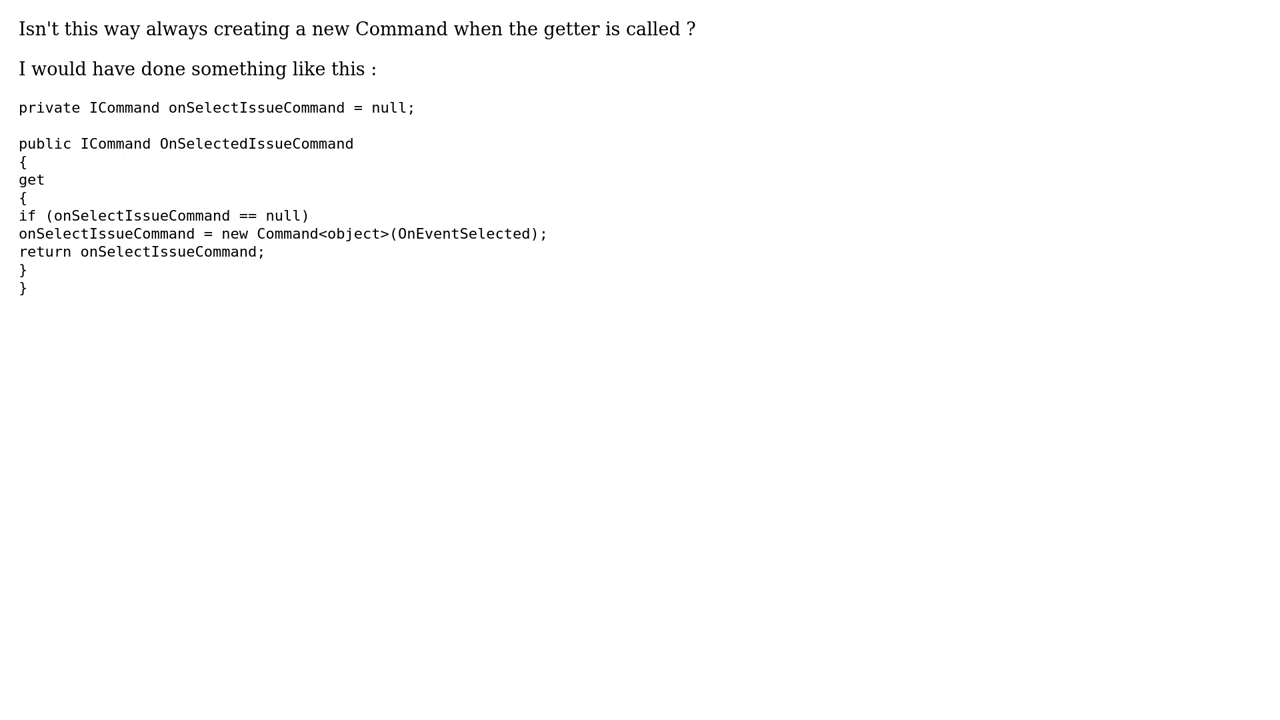 Isn't this way always creating a new Command when the getter is called ?
I would have done something like this :
private ICommand onSelectIssueCommand = null;
public ICommand OnSelectedIssueCommand
{
get
{
if (onSelectIssueCommand == null)
onSelectIssueCommand = new Command<object>(OnEventSelected);
return onSelectIssueCommand;
}
}